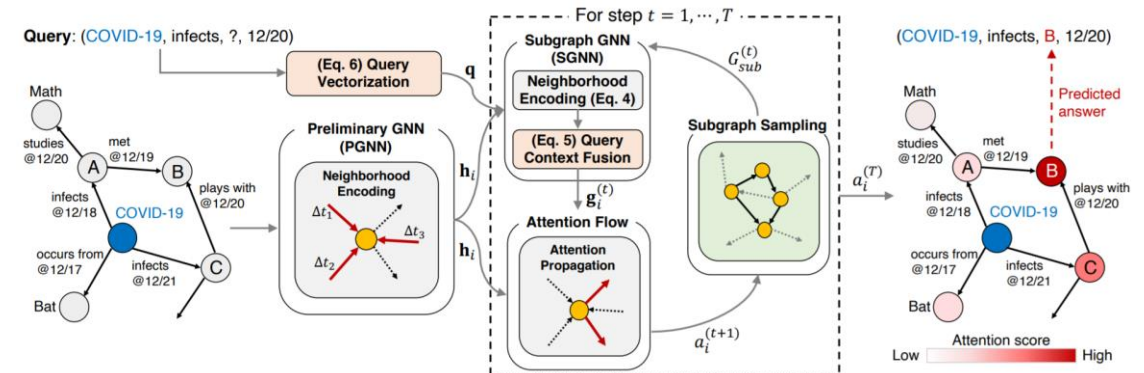 Query: (COVID-19, infects, ?, 12/20)
(Eq. 6) Query
Vectorization
q
Math
studies
@12/20
met
@12/19
A
B
infects
@12/18
plays with
@12/20
COVID-19
occurs from
@12/17
infects
@12/21
C
Bat
Preliminary GNN
(PGNN)
Neighborhood
Encoding
Δt₁
Δt₂
Δt₃
h_i
h_i
For step t = 1, ⋯, T
Subgraph GNN
(SGNN)
Neighborhood
Encoding (Eq. 4)
(Eq. 5) Query
Context Fusion
g_i^(t)
Attention Flow
Attention
Propagation
G_sub^(t)
Subgraph Sampling
a_i^(t+1)
a_i^(T)
(COVID-19, infects, B, 12/20)
Predicted
answer
Math
studies
@12/20
met
@12/19
A
B
infects
@12/18
plays with
@12/20
COVID-19
occurs from
@12/17
infects
@12/21
C
Bat
Attention score
Low High